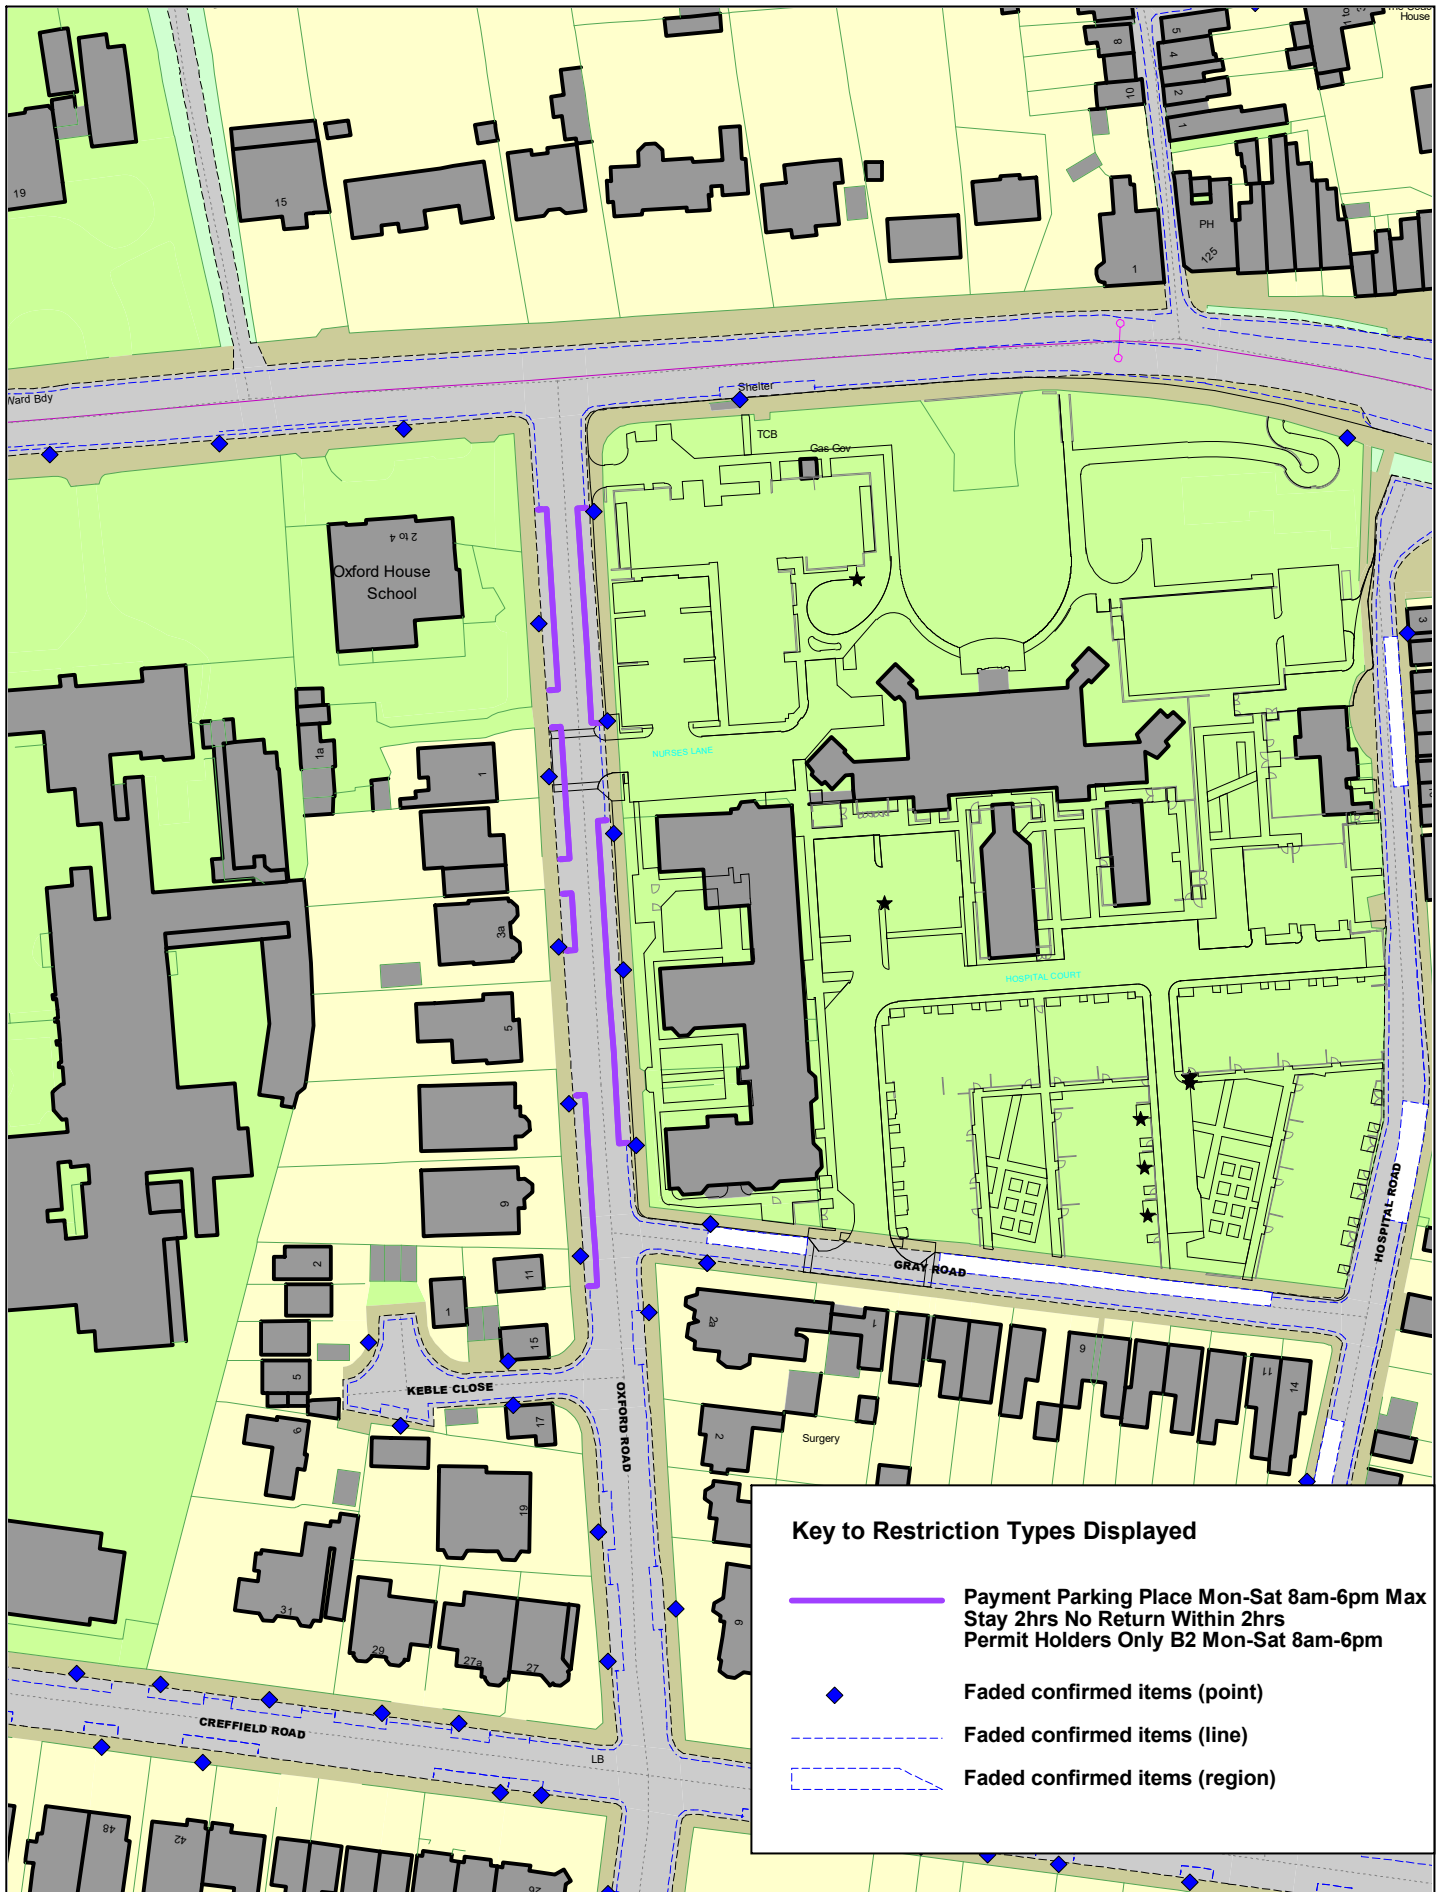 House
5
4
2
1
8
10
19
15
PH
125
1
Ward Bdy
Shelter
TCB
Gas Gov
2 to 4
Oxford House
School
3
1a
1
NURSES LANE
3a
HOSPITAL COURT
5
9
HOSPITAL ROAD
GRAY ROAD
2
11
1
15
5
KEBLE CLOSE
OXFORD ROAD
17
9
2a
1
9
11
14
2
Surgery
19
31
29
27a
27
Key to Restriction Types Displayed
Payment Parking Place Mon-Sat 8am-6pm Max
Stay 2hrs No Return Within 2hrs
Permit Holders Only B2 Mon-Sat 8am-6pm
Faded confirmed items (point)
Faded confirmed items (line)
Faded confirmed items (region)
CREFFIELD ROAD
LB
48
42
26